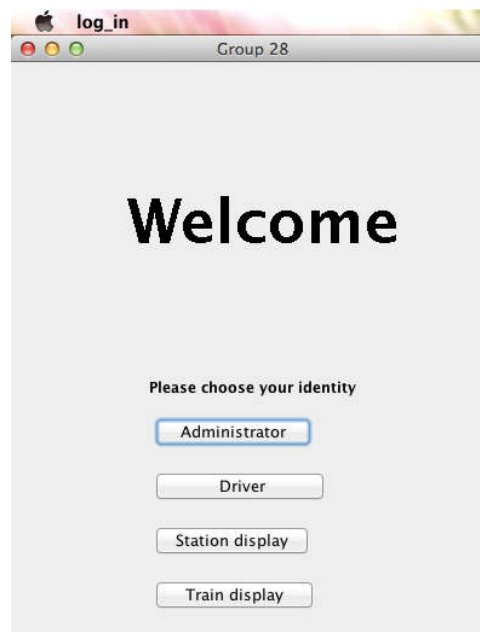 log_in
Group 28
Welcome
Please choose your identity
Administrator
Driver
Station display
Train display